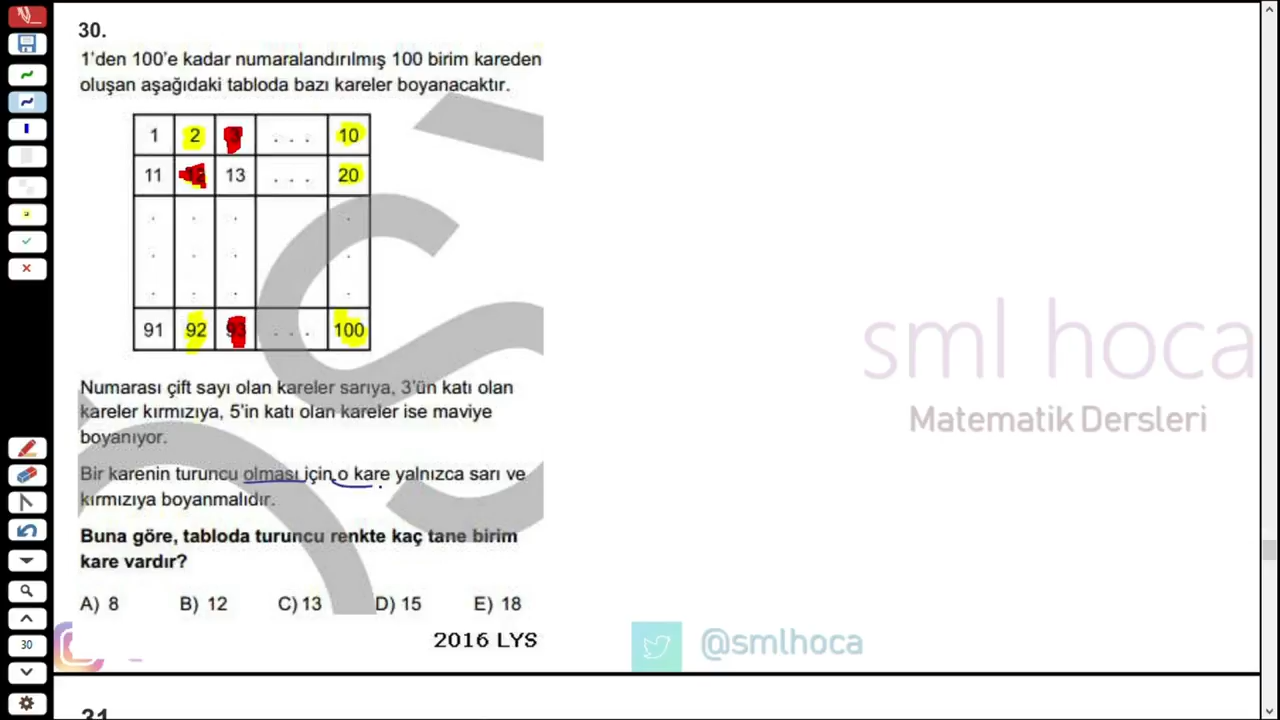 30.
1'den 100'e kadar numaralandırılmış 100 birim kareden
oluşan aşağıdaki tabloda bazı kareler boyanacaktır.
1 2 3 . . . 10
11 12 13 . . . 20
. . . .
. . . .
. . . .
91 92 93 . . . 100
Numarası çift sayı olan kareler sarıya, 3'ün katı olan
kareler kırmızıya, 5'in katı olan kareler ise maviye
boyanıyor.
Bir karenin turuncu olması için o kare yalnızca sarı ve
kırmızıya boyanmalıdır.
Buna göre, tabloda turuncu renkte kaç tane birim
kare vardır?
A) 8 B) 12 C) 13 D) 15 E) 18
2016 LYS
sml hoca
Matematik Dersleri
@smlhoca
30